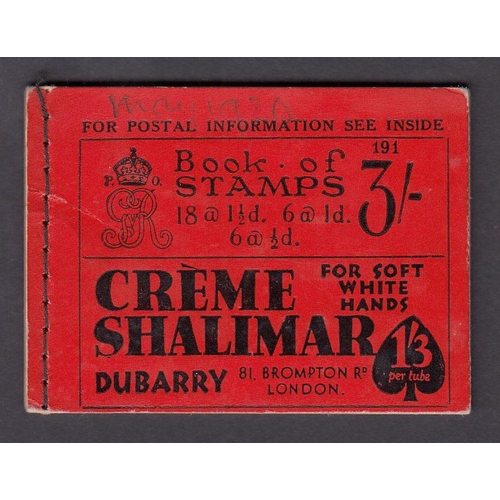 FOR POSTAL INFORMATION SEE INSIDE
191
P. O.
GR
Book · of
STAMPS
18 @ 1½d. 6 @ 1d.
6 @ ½d.
3/-
CRÈME
SHALIMAR
FOR SOFT
WHITE
HANDS
DUBARRY
81, BROMPTON RD
LONDON.
1/3
per tube